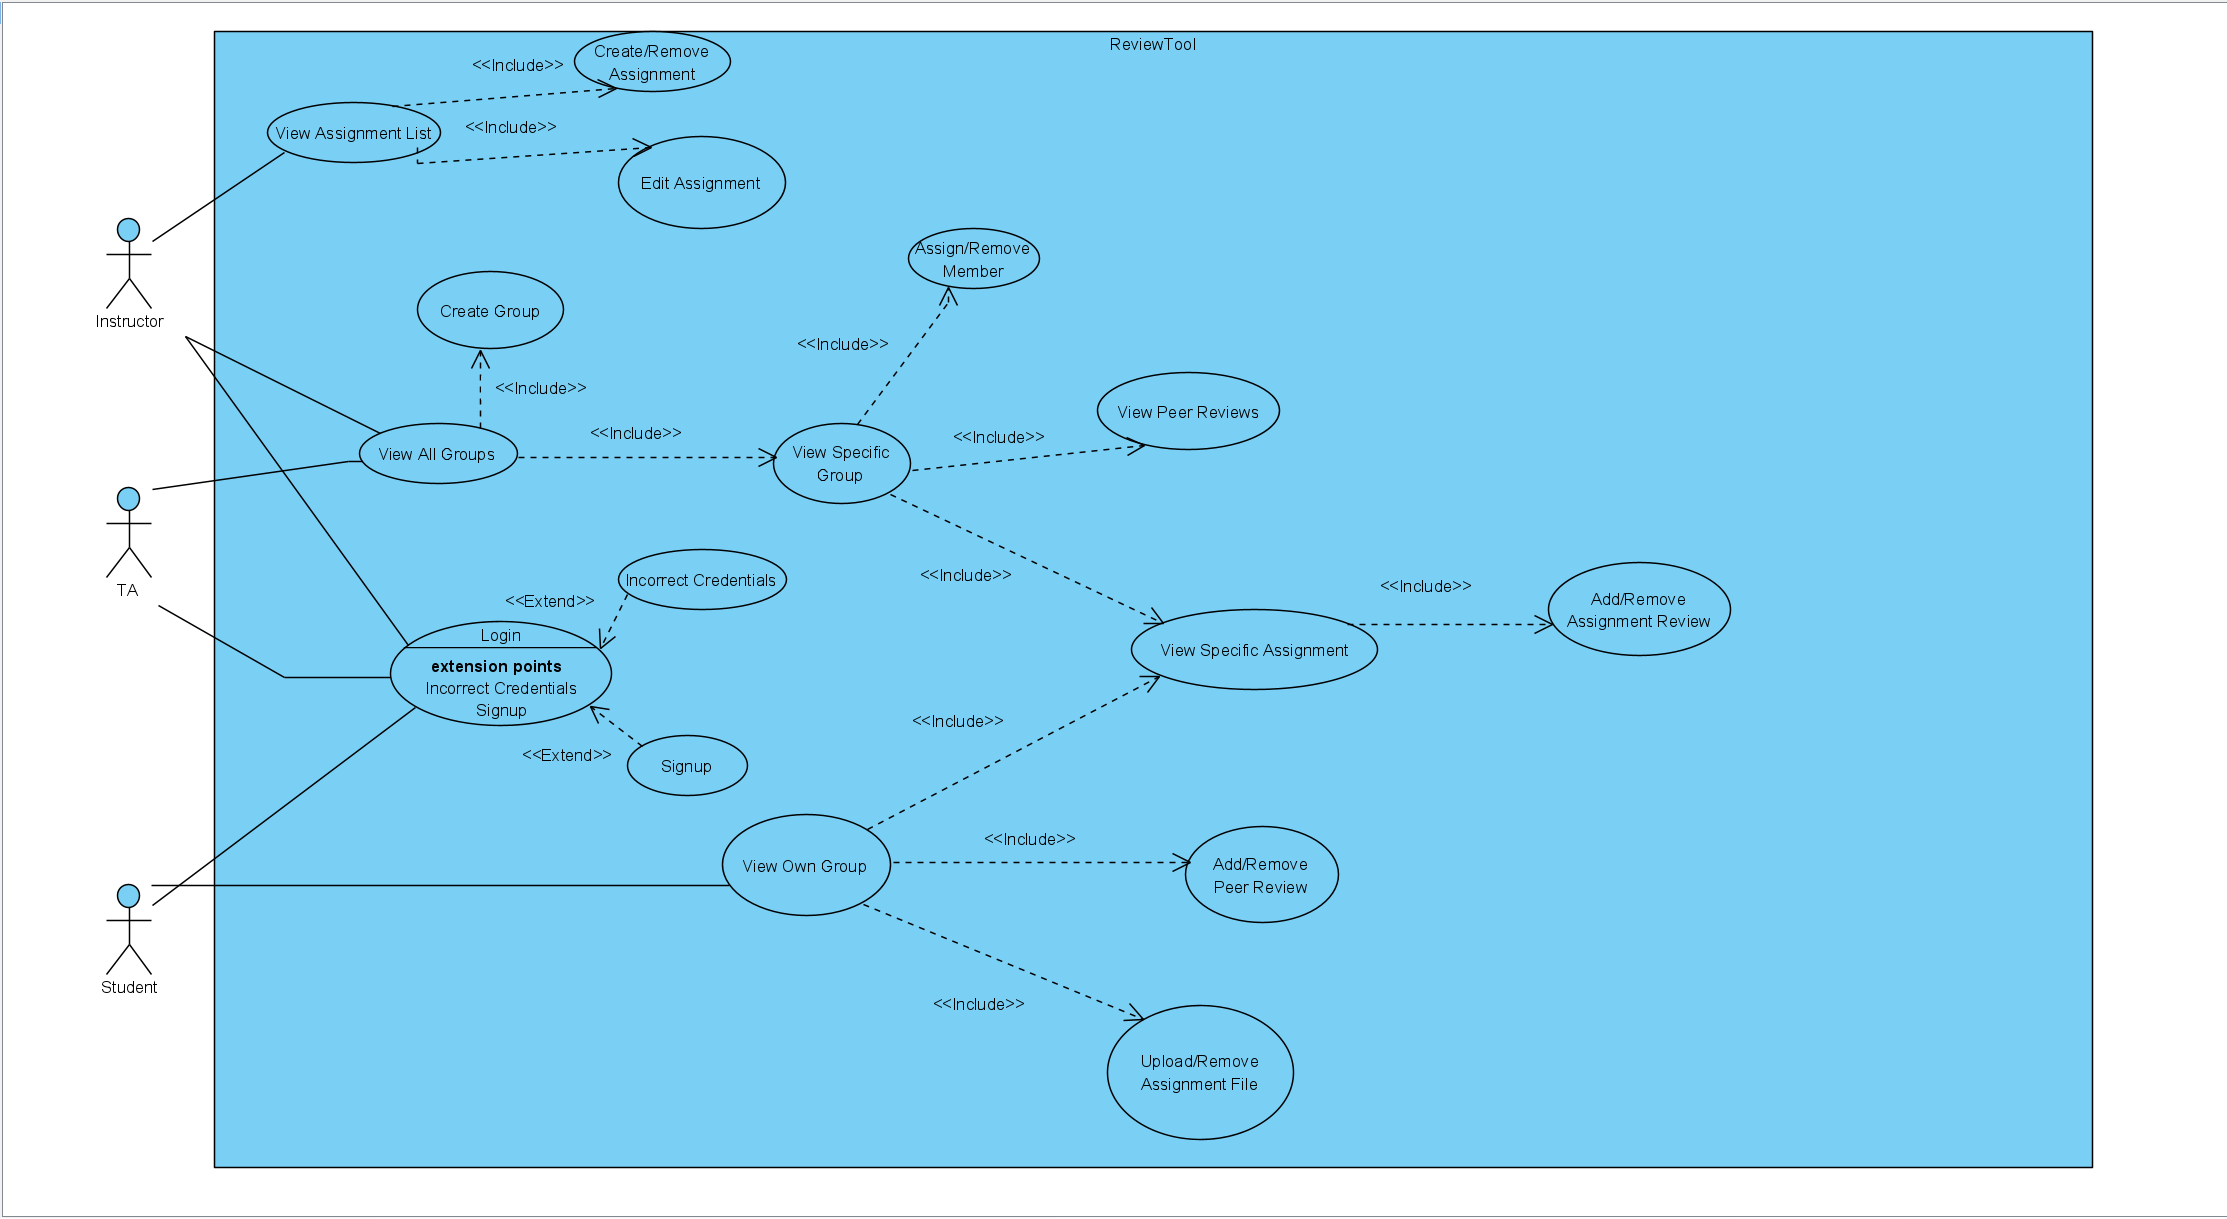 ReviewTool
Create/Remove
Assignment
<<Include>>
View Assignment List
<<Include>>
Edit Assignment
Instructor
Assign/Remove
Member
Create Group
<<Include>>
<<Include>>
View Peer Reviews
<<Include>>
<<Include>>
View All Groups
View Specific
Group
<<Include>>
TA
Incorrect Credentials
<<Extend>>
<<Include>>
<<Include>>
Add/Remove
Assignment Review
Login
extension points
Incorrect Credentials
Signup
View Specific Assignment
<<Include>>
<<Extend>>
Signup
View Own Group
<<Include>>
Add/Remove
Peer Review
Student
<<Include>>
Upload/Remove
Assignment File